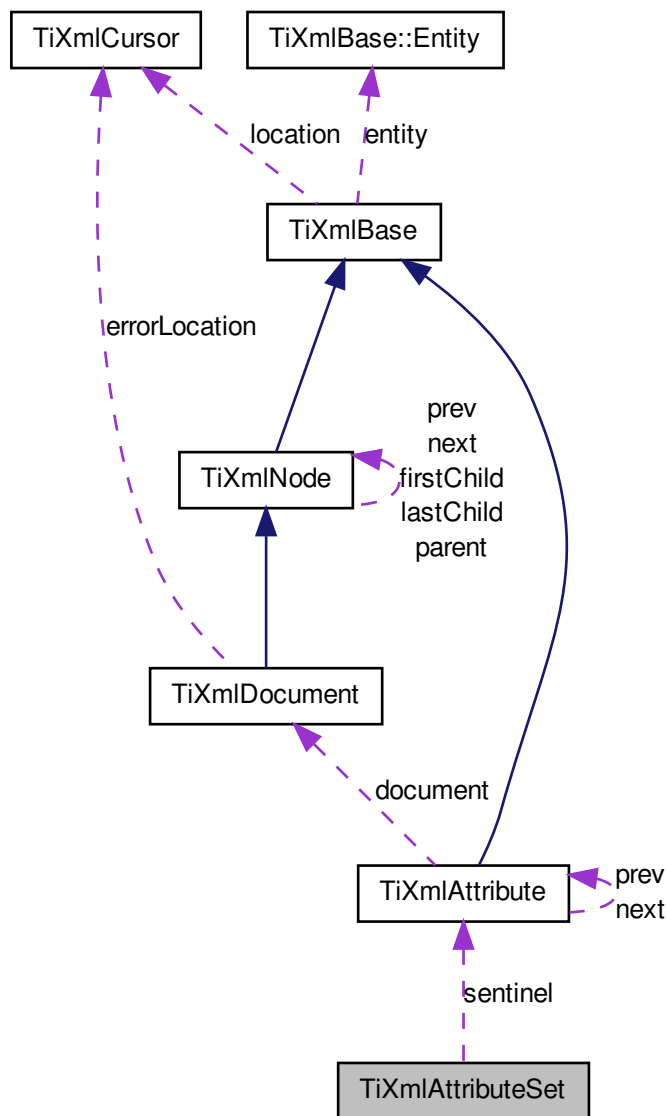 TiXmlCursor
TiXmlBase::Entity
location
entity
TiXmlBase
errorLocation
prev
next
firstChild
lastChild
parent
TiXmlNode
TiXmlDocument
document
TiXmlAttribute
prev
next
sentinel
TiXmlAttributeSet